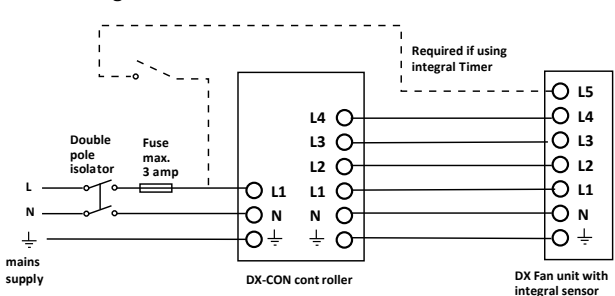 Required if using
integral Timer
L5
L4
L4
L3
L3
Double
pole
isolator
Fuse
max.
3 amp
L2
L2
L
L1
L1
L1
N
N
N
N
mains
supply
DX-CON cont roller
DX Fan unit with
integral sensor